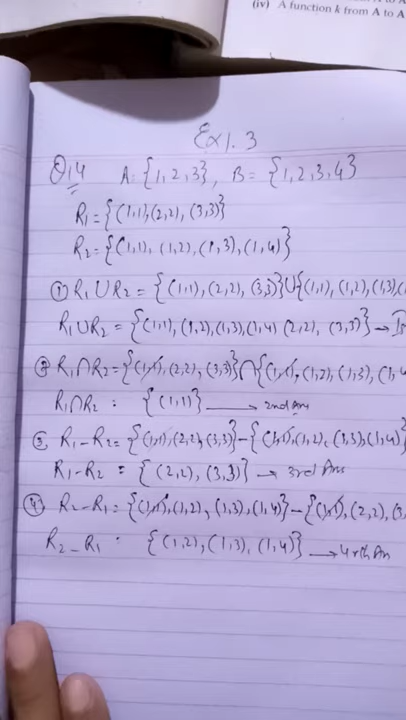 (iv) A function k from A to A
Ex1.3
Q14 A={1,2,3}, B={1,2,3,4}
R₁={(1,1),(2,2),(3,3)}
R₂={(1,1),(1,2),(1,3),(1,4)}
① R₁∪R₂={(1,1),(2,2),(3,3)}∪{(1,1),(1,2),(1,3)(
R₁∪R₂={(1,1),(1,2),(1,3),(1,4)(2,2),(3,3)}→
② R₁∩R₂={(1,1),(2,2),(3,3)}∩{(1,1),(1,2),(1,3),(1,4
R₁∩R₂ = {(1,1)}→2nd Ans
③ R₁-R₂={(1,1),(2,2),(3,3)}-{(1,1),(1,2),(3,3),(1,4)
R₁-R₂ = {(2,2),(3,3)}→3rd Ans
④ R₂-R₁={(1,1),(1,2),(1,3),(1,4)}-{(1,1),(2,2),(3,
R₂-R₁ = {(1,2),(1,3),(1,4)}→4rth An